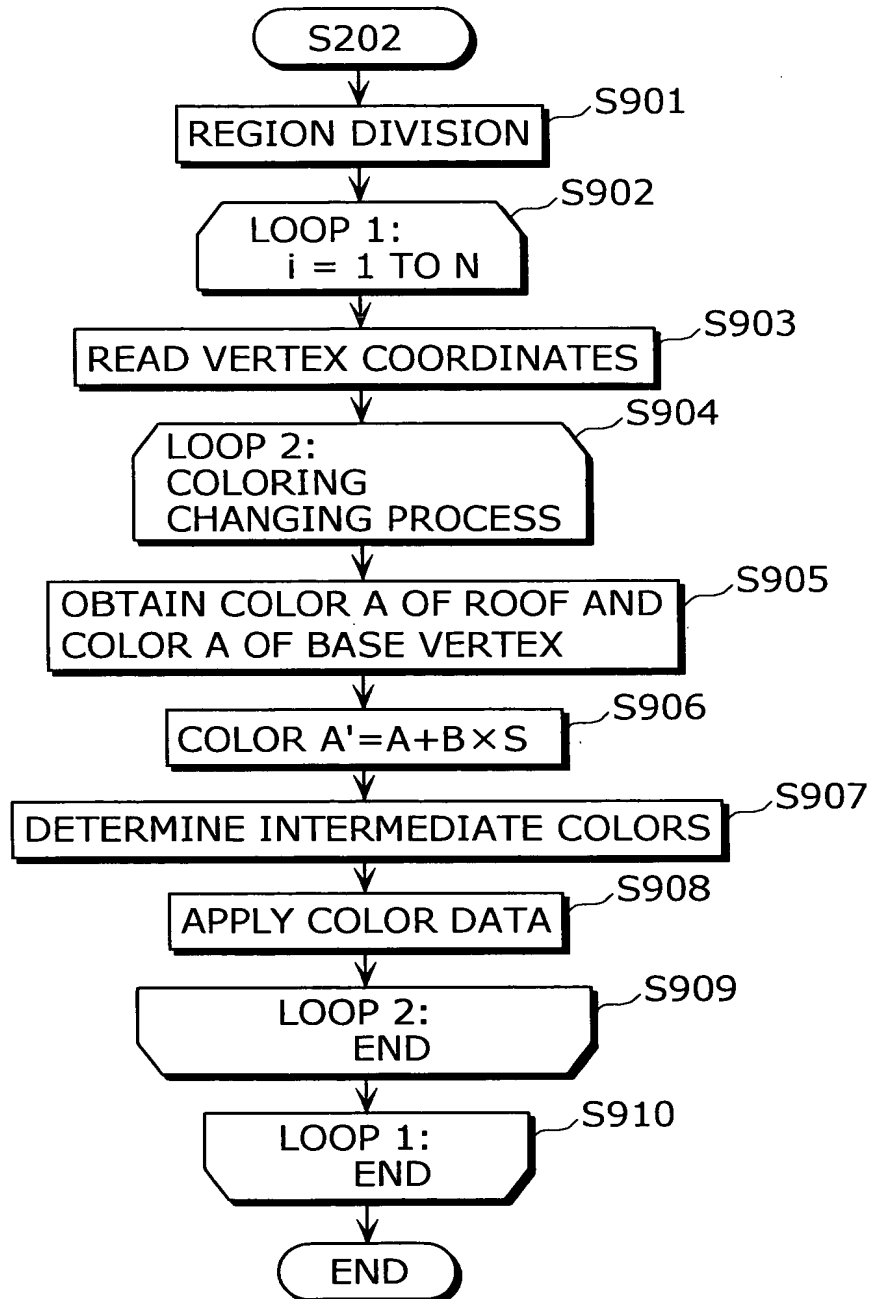 S202
S901
REGION DIVISION
S902
LOOP 1:
i = 1 TO N
S903
READ VERTEX COORDINATES
S904
LOOP 2:
COLORING
CHANGING PROCESS
S905
OBTAIN COLOR A OF ROOF AND
COLOR A OF BASE VERTEX
S906
COLOR A'=A+B×S
S907
DETERMINE INTERMEDIATE COLORS
S908
APPLY COLOR DATA
S909
LOOP 2:
END
S910
LOOP 1:
END
END